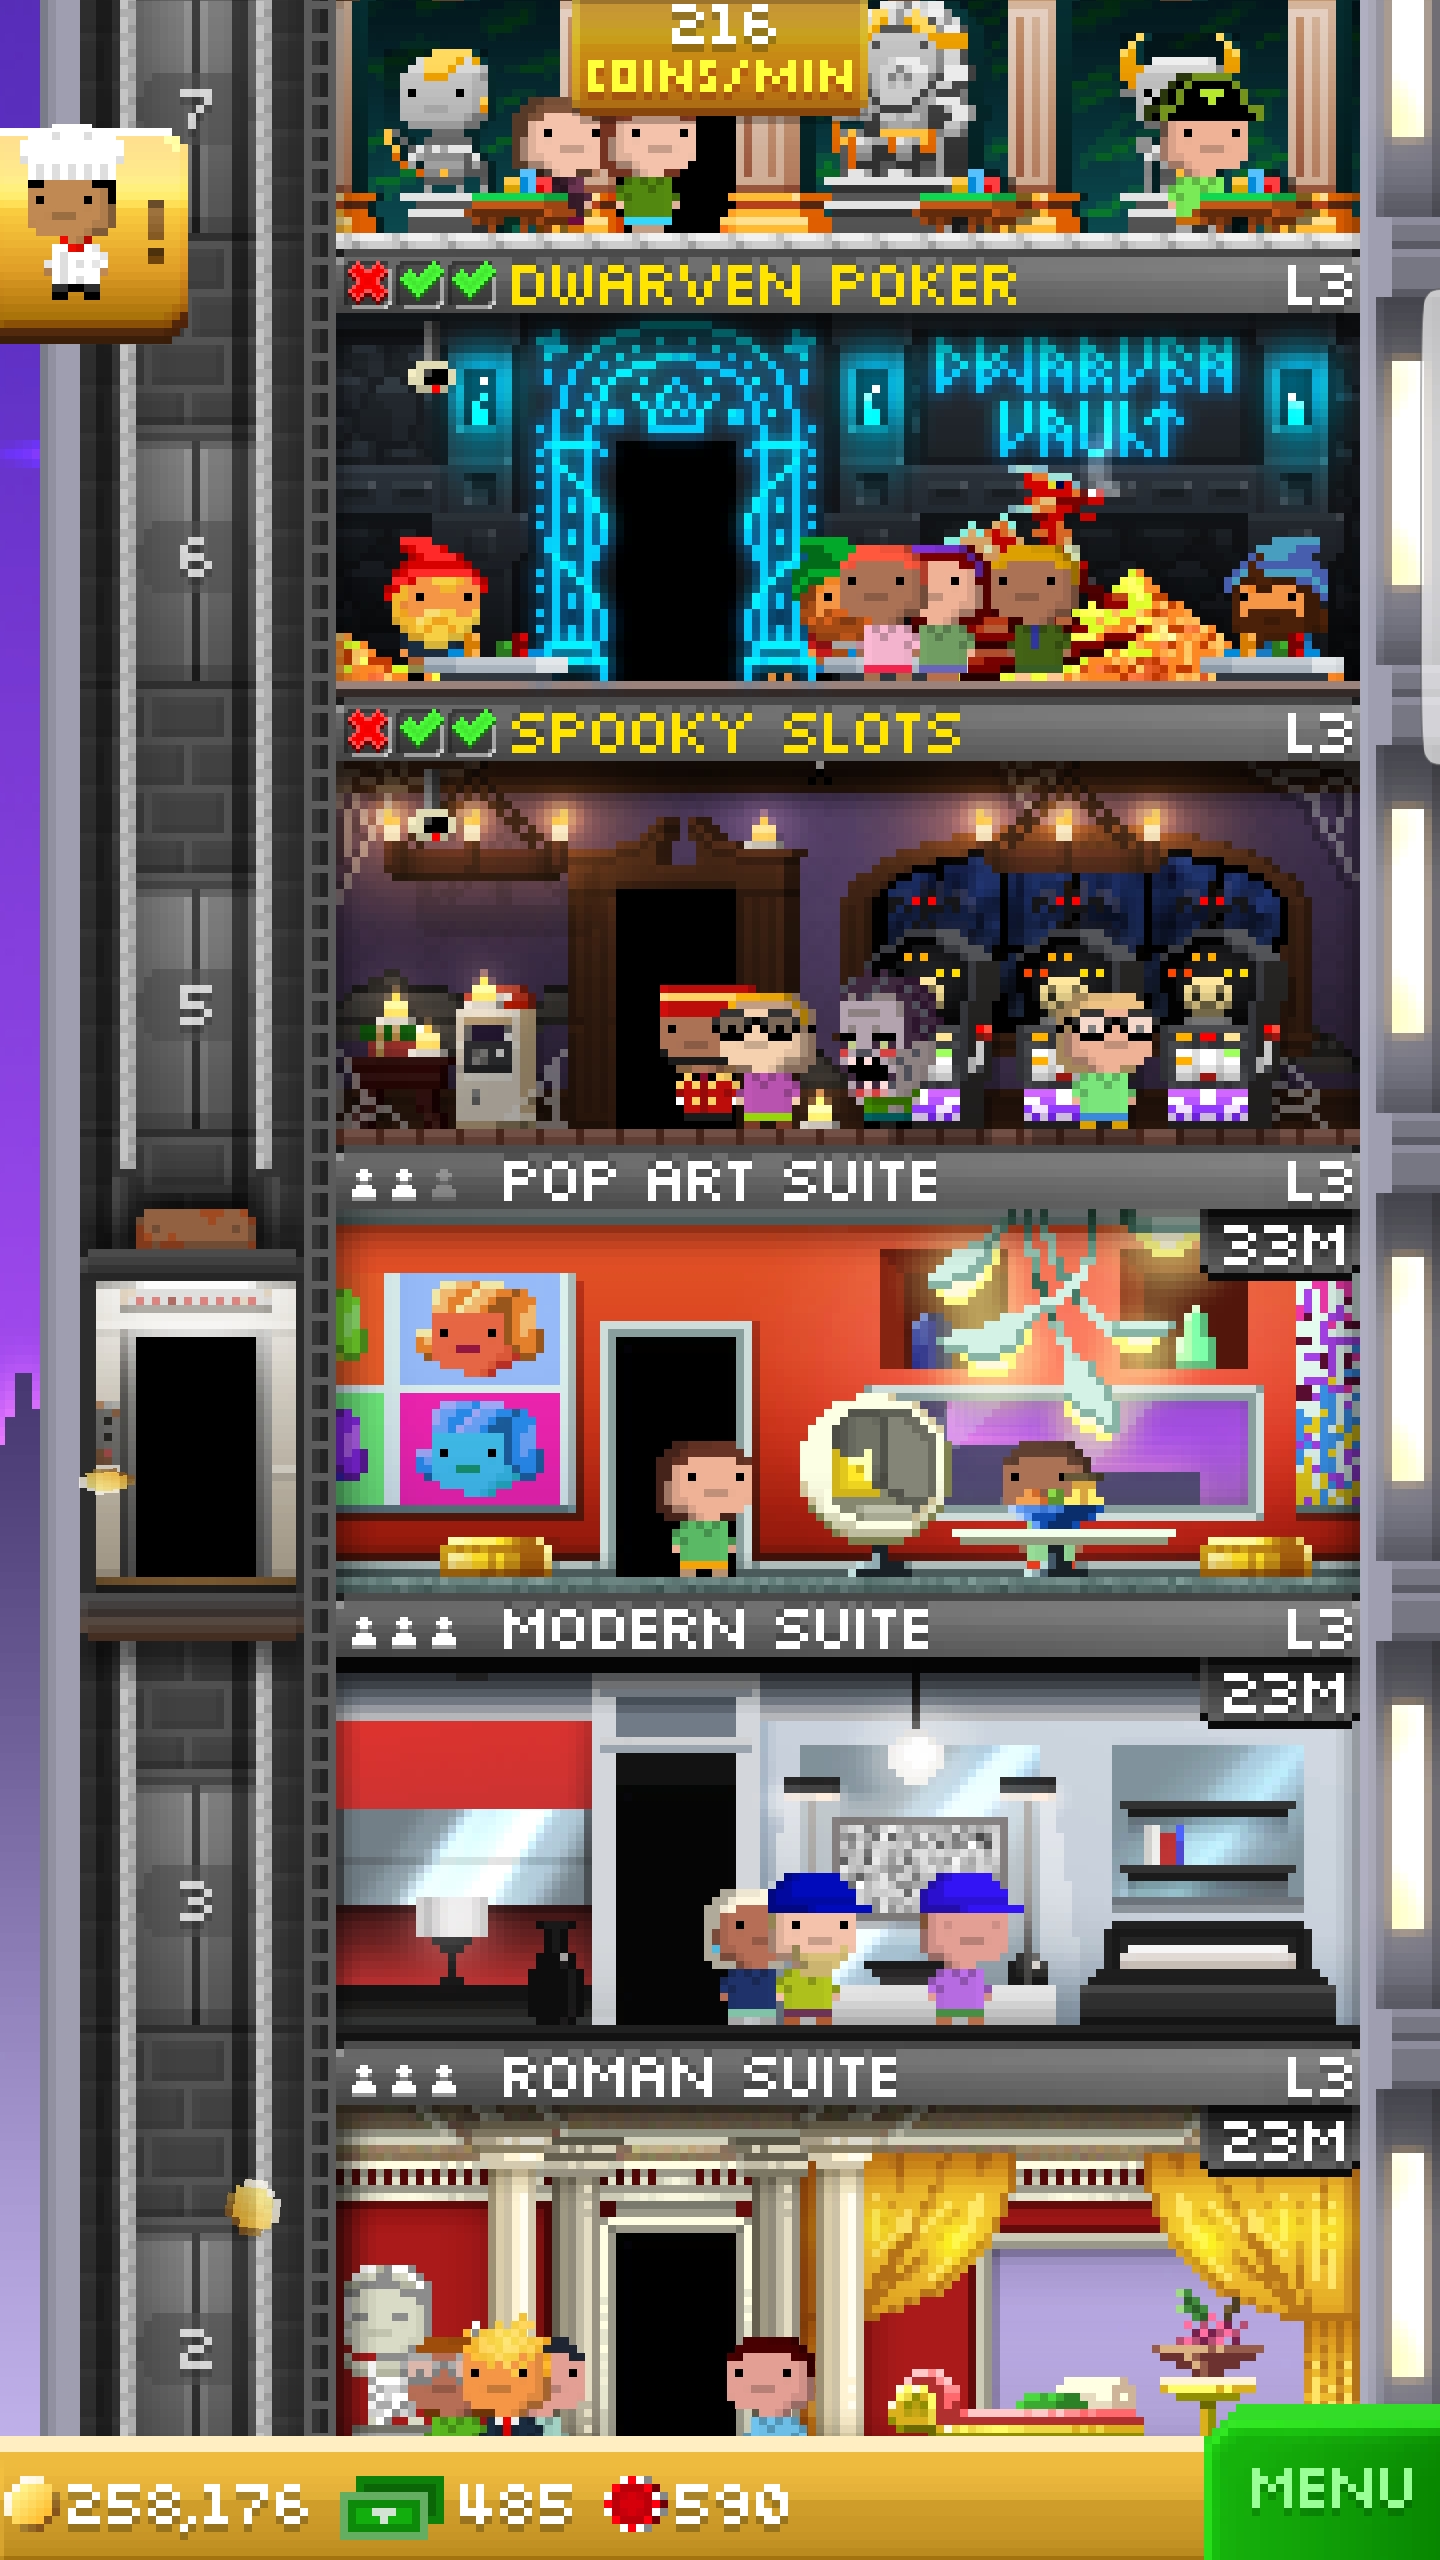 216
COINS/MIN
7
DWARVEN POKER L3
DWARVEN
VAULT
6
SPOOKY SLOTS L3
5
POP ART SUITE L3
33M
MODERN SUITE L3
23M
3
ROMAN SUITE L3
23M
2
258,176 485 590
MENU